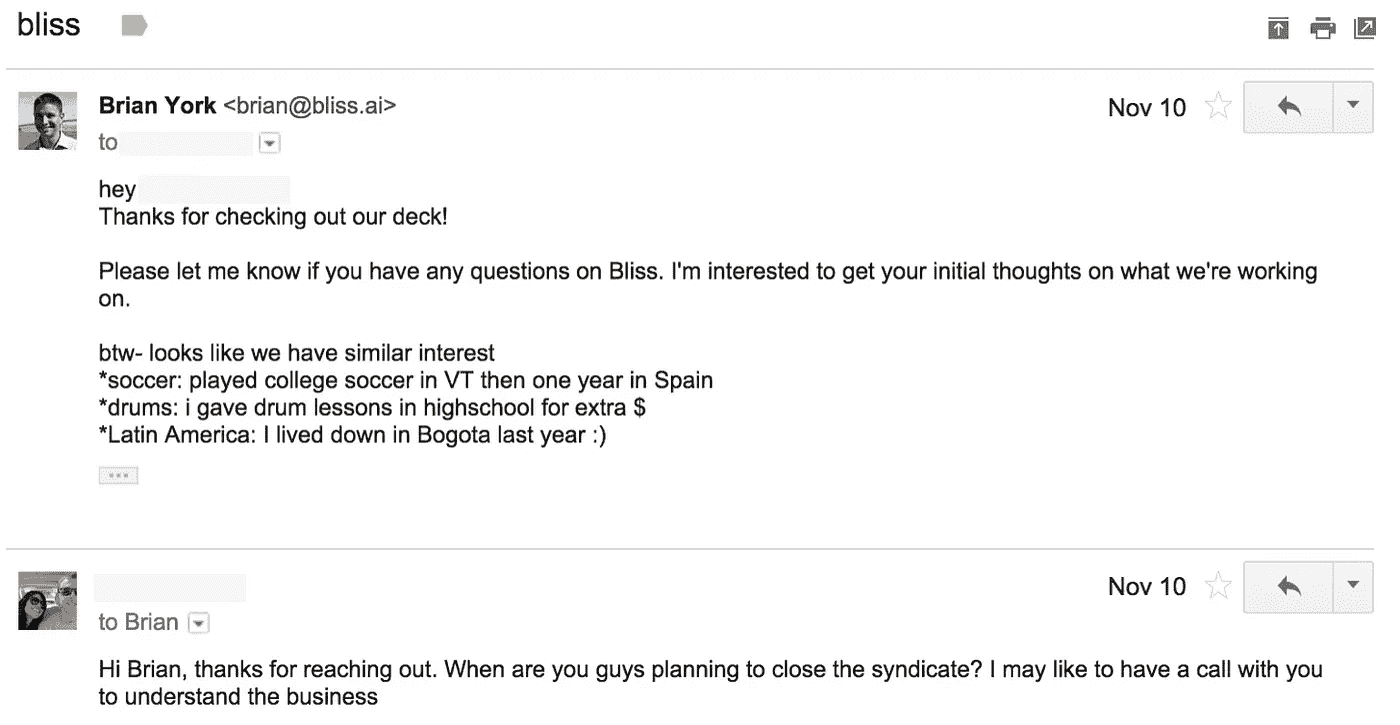 bliss
Brian York <brian@bliss.ai>
Nov 10
to
hey
Thanks for checking out our deck!
Please let me know if you have any questions on Bliss. I'm interested to get your initial thoughts on what we're working
on.
btw- looks like we have similar interest
*soccer: played college soccer in VT then one year in Spain
*drums: i gave drum lessons in highschool for extra $
*Latin America: I lived down in Bogota last year :)
Nov 10
to Brian
Hi Brian, thanks for reaching out. When are you guys planning to close the syndicate? I may like to have a call with you
to understand the business